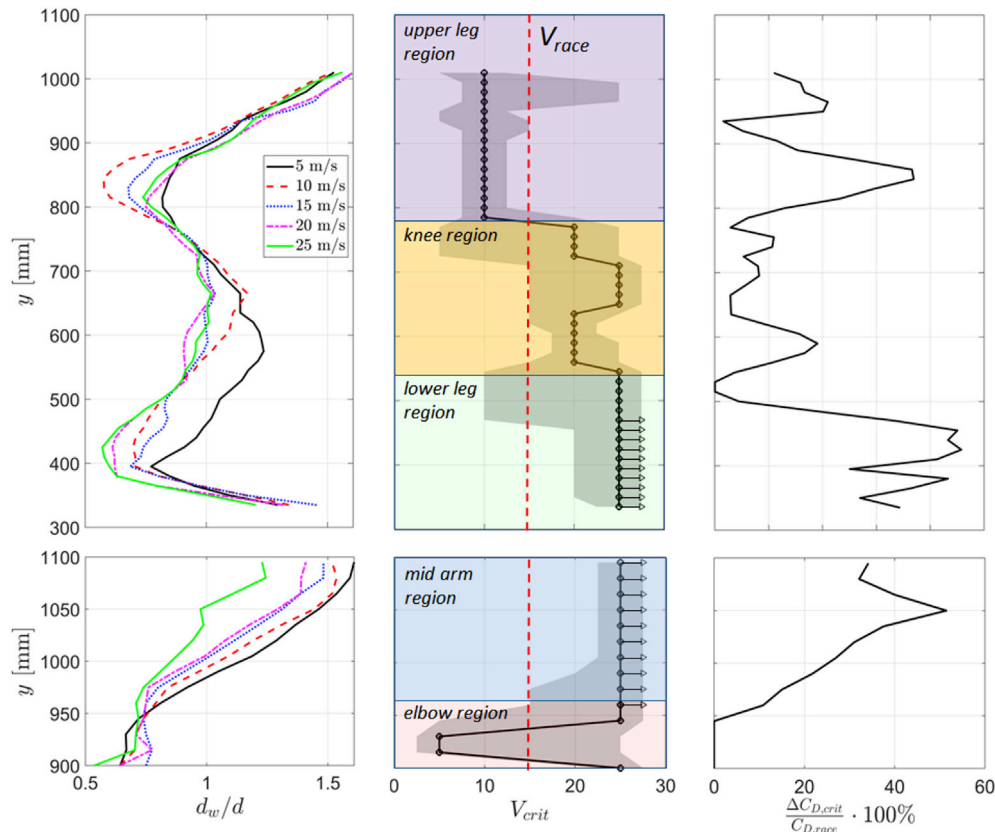 1100
1000
900
800
700
600
500
400
300
y [mm]
5 m/s
10 m/s
15 m/s
20 m/s
25 m/s
upper leg
region
V_race
knee region
lower leg
region
1100
1050
1000
950
900
y [mm]
0.5 1 1.5
d_w/d
mid arm
region
elbow region
0 10 20 30
V_crit
0 20 40 60
ΔC_D,crit / C_D,race · 100%